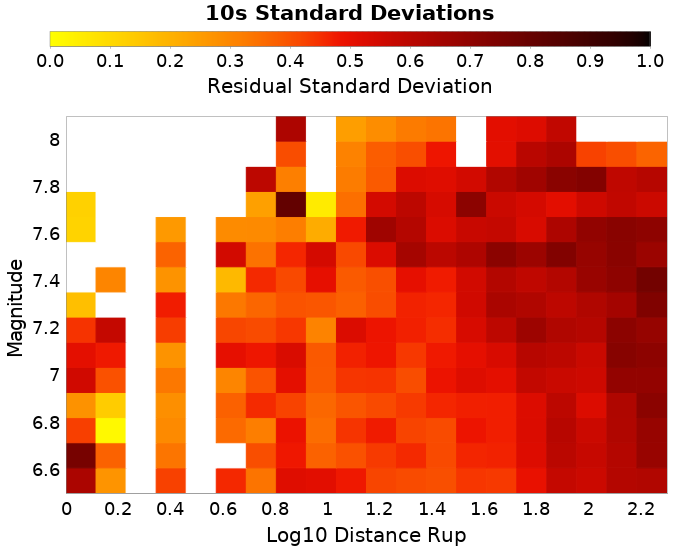 10s Standard Deviations
0.0 0.1 0.2 0.3 0.4 0.5 0.6 0.7 0.8 0.9 1.0
Residual Standard Deviation
8
7.8
7.6
7.4
7.2
7
6.8
6.6
Magnitude
0 0.2 0.4 0.6 0.8 1 1.2 1.4 1.6 1.8 2 2.2
Log10 Distance Rup